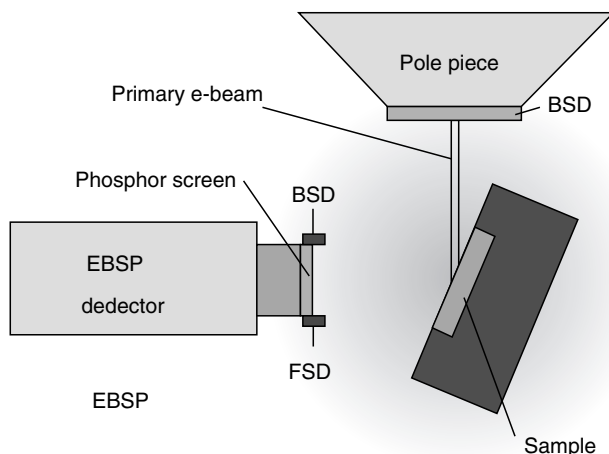 Pole piece
Primary e-beam
BSD
Phosphor screen
BSD
EBSP
dedector
FSD
EBSP
Sample